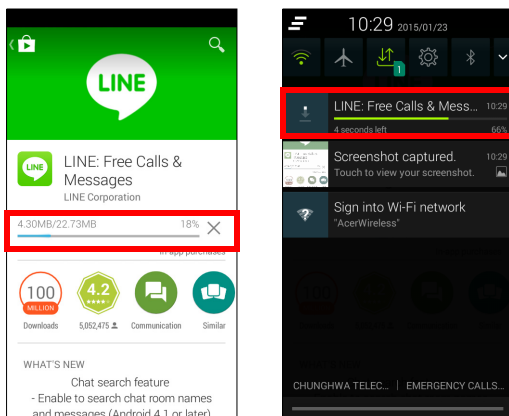 LINE
LINE
LINE: Free Calls &
Messages
LINE Corporation
4.30MB/22.73MB 18%
In-app purchases
100
MILLION
4.2
Downloads 5,052,475 Communication Similar
WHAT'S NEW
Chat search feature
- Enable to search chat room names
and messages (Android 4.1 or later)
10:29 2015/01/23
1
LINE: Free Calls & Mess... 10:29
4 seconds left 66%
Screenshot captured. 10:29
Touch to view your screenshot.
Sign into Wi-Fi network
"AcerWireless"
CHUNGHWA TELEC... | EMERGENCY CALLS...